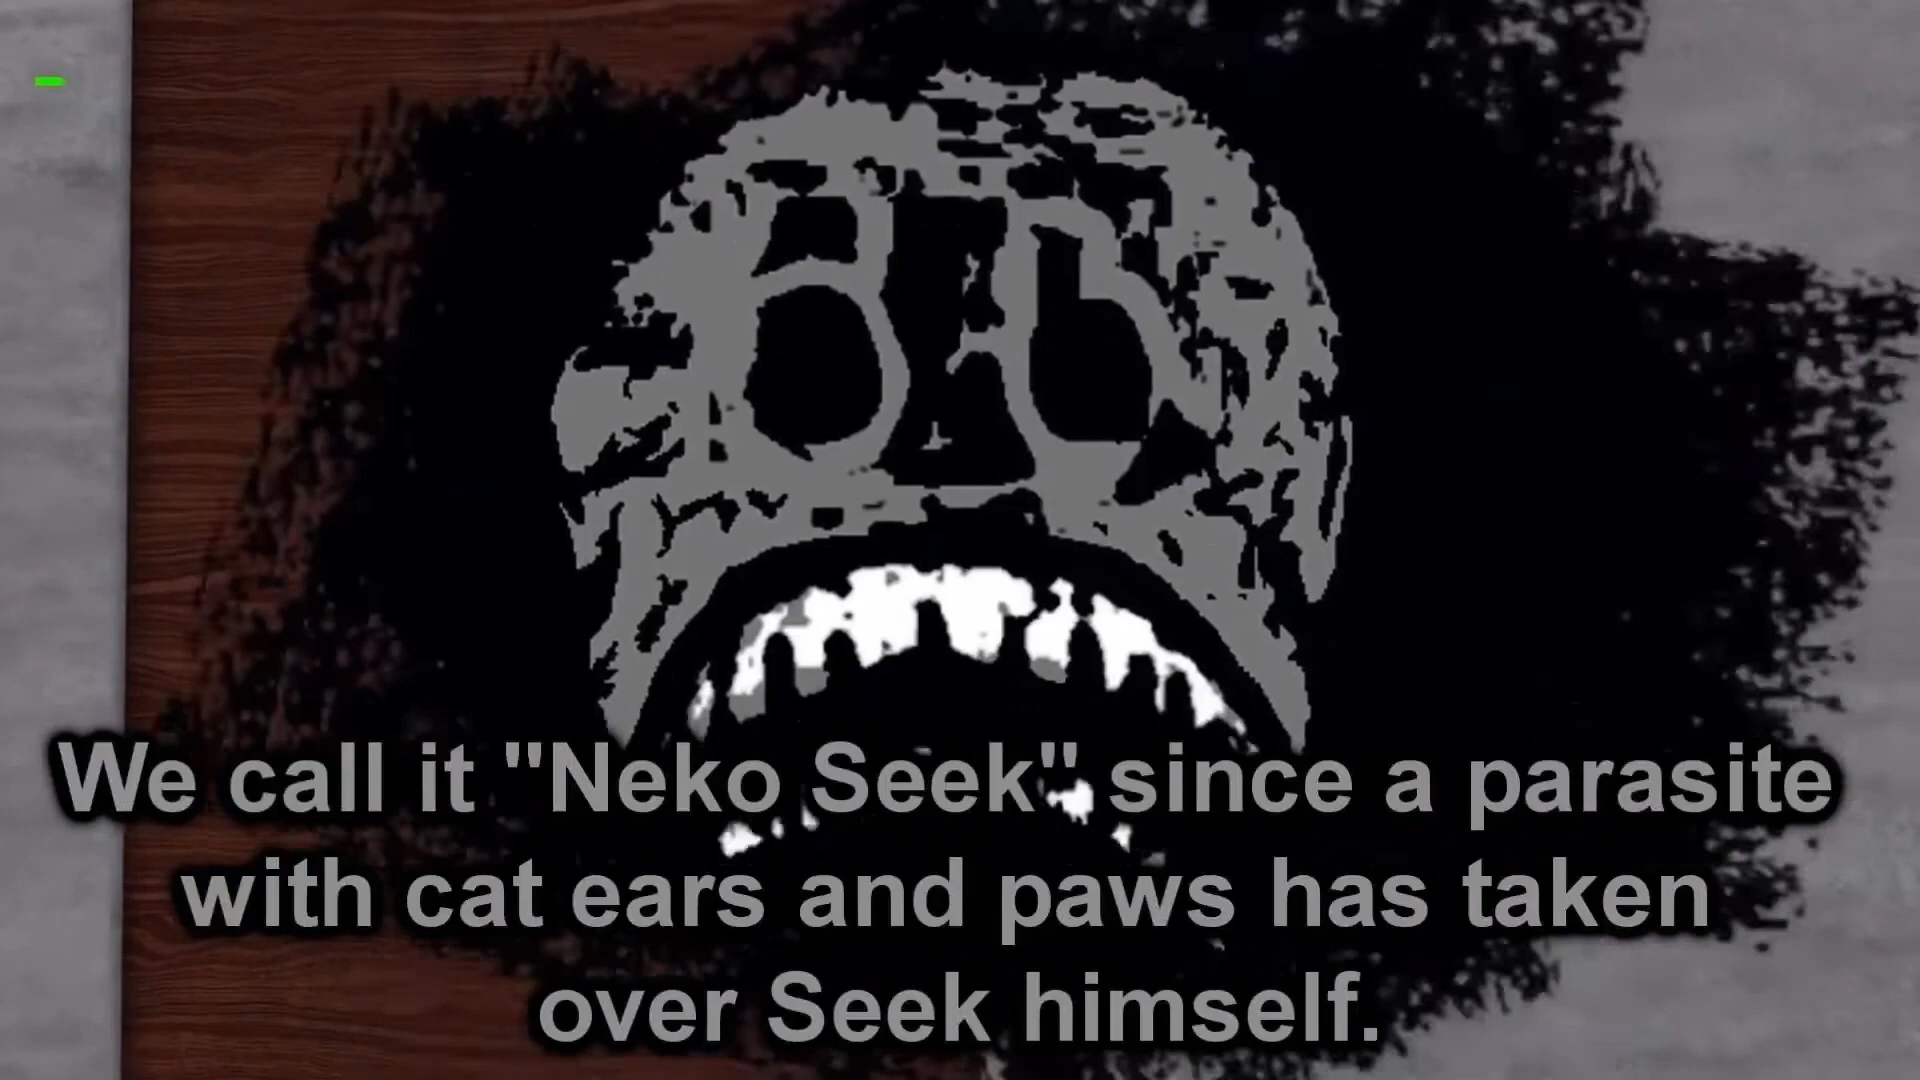 We call it "Neko Seek" since a parasite
with cat ears and paws has taken
over Seek himself.